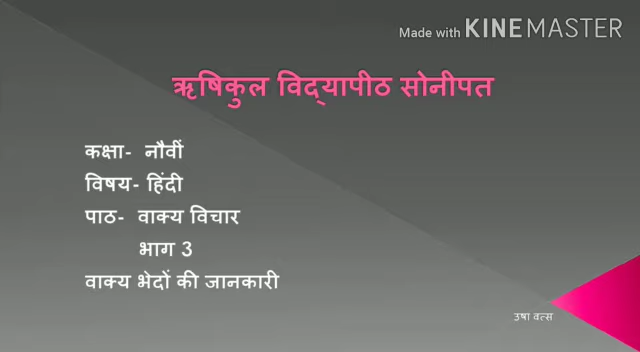 Made with KINEMASTER
ऋषिकुल विद्यापीठ सोनीपत
कक्षा- नौवीं
विषय- हिंदी
पाठ- वाक्य विचार
भाग 3
वाक्य भेदों की जानकारी
उषा वत्स